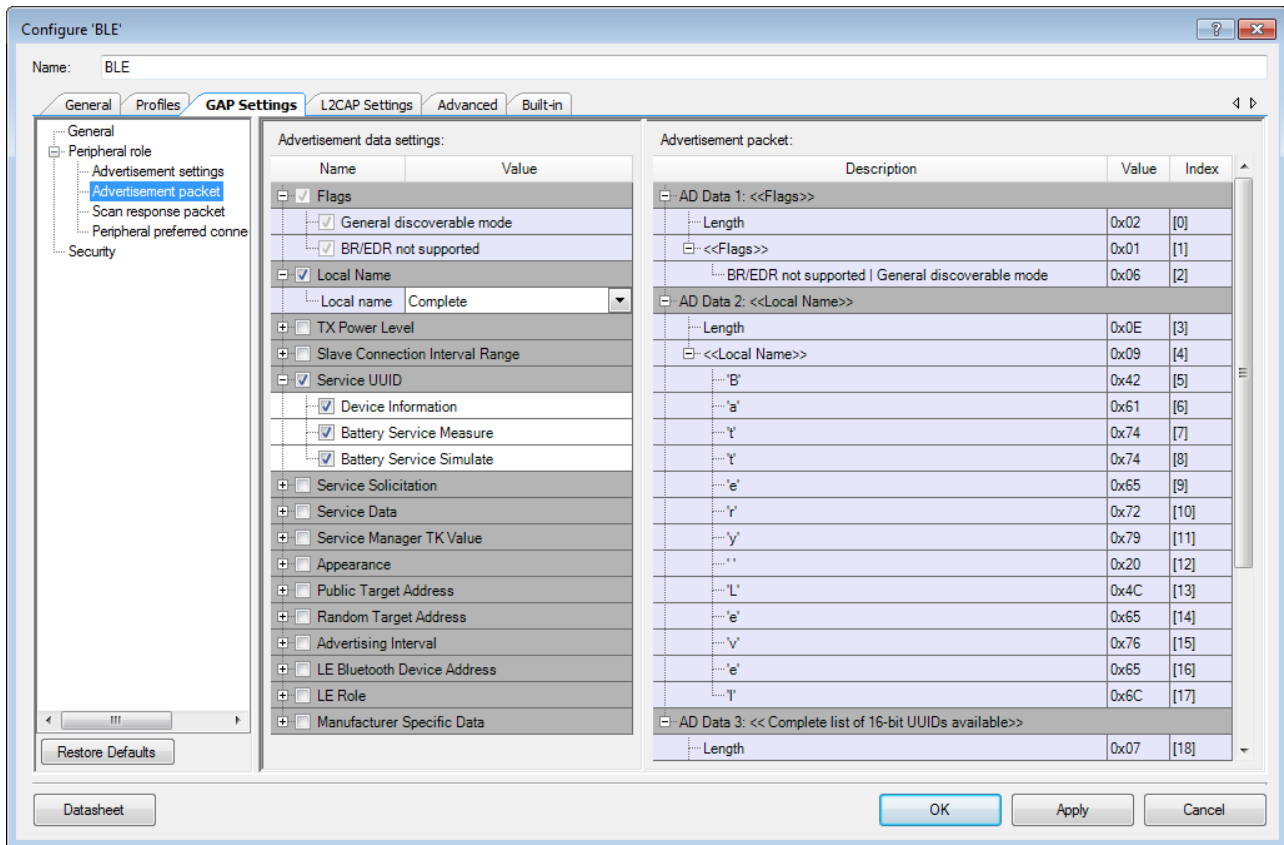 Configure 'BLE'
Name: BLE
General Profiles GAP Settings L2CAP Settings Advanced Built-in
General
Peripheral role
Advertisement settings
Advertisement packet
Scan response packet
Peripheral preferred conne
Security
Restore Defaults
Advertisement data settings:
Name Value
Flags
General discoverable mode
BR/EDR not supported
Local Name
Local name Complete
TX Power Level
Slave Connection Interval Range
Service UUID
Device Information
Battery Service Measure
Battery Service Simulate
Service Solicitation
Service Data
Service Manager TK Value
Appearance
Public Target Address
Random Target Address
Advertising Interval
LE Bluetooth Device Address
LE Role
Manufacturer Specific Data
Advertisement packet:
Description Value Index
AD Data 1: <<Flags>>
Length 0x02 [0]
<<Flags>> 0x01 [1]
BR/EDR not supported | General discoverable mode 0x06 [2]
AD Data 2: <<Local Name>>
Length 0x0E [3]
<<Local Name>> 0x09 [4]
'B' 0x42 [5]
'a' 0x61 [6]
't' 0x74 [7]
't' 0x74 [8]
'e' 0x65 [9]
'r' 0x72 [10]
'y' 0x79 [11]
' ' 0x20 [12]
'L' 0x4C [13]
'e' 0x65 [14]
'v' 0x76 [15]
'e' 0x65 [16]
'l' 0x6C [17]
AD Data 3: << Complete list of 16-bit UUIDs available>>
Length 0x07 [18]
Datasheet OK Apply Cancel